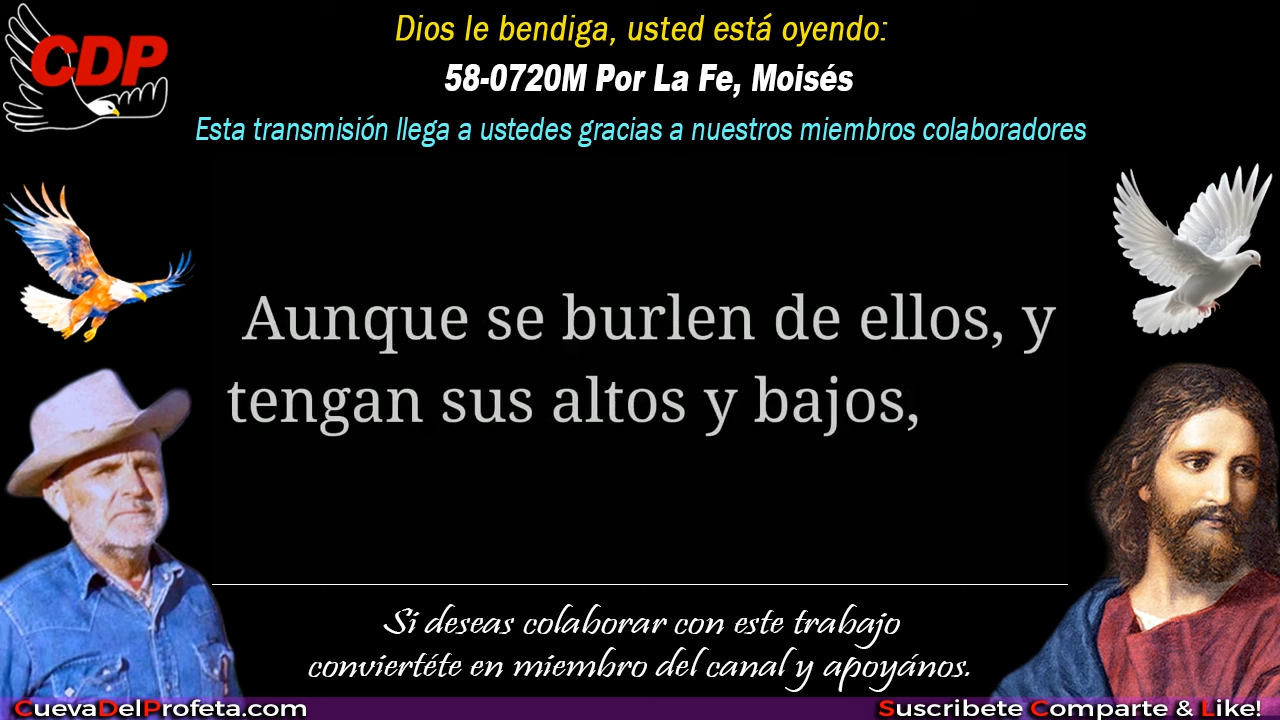 CDP
Dios le bendiga, usted está oyendo:
58-0720M Por La Fe, Moisés
Esta transmisión llega a ustedes gracias a nuestros miembros colaboradores
Aunque se burlen de ellos, y
tengan sus altos y bajos,
Si deseas colaborar con este trabajo
conviertéte en miembro del canal y apoyános.
CuevaDelProfeta.com
Suscribete Comparte & Like!